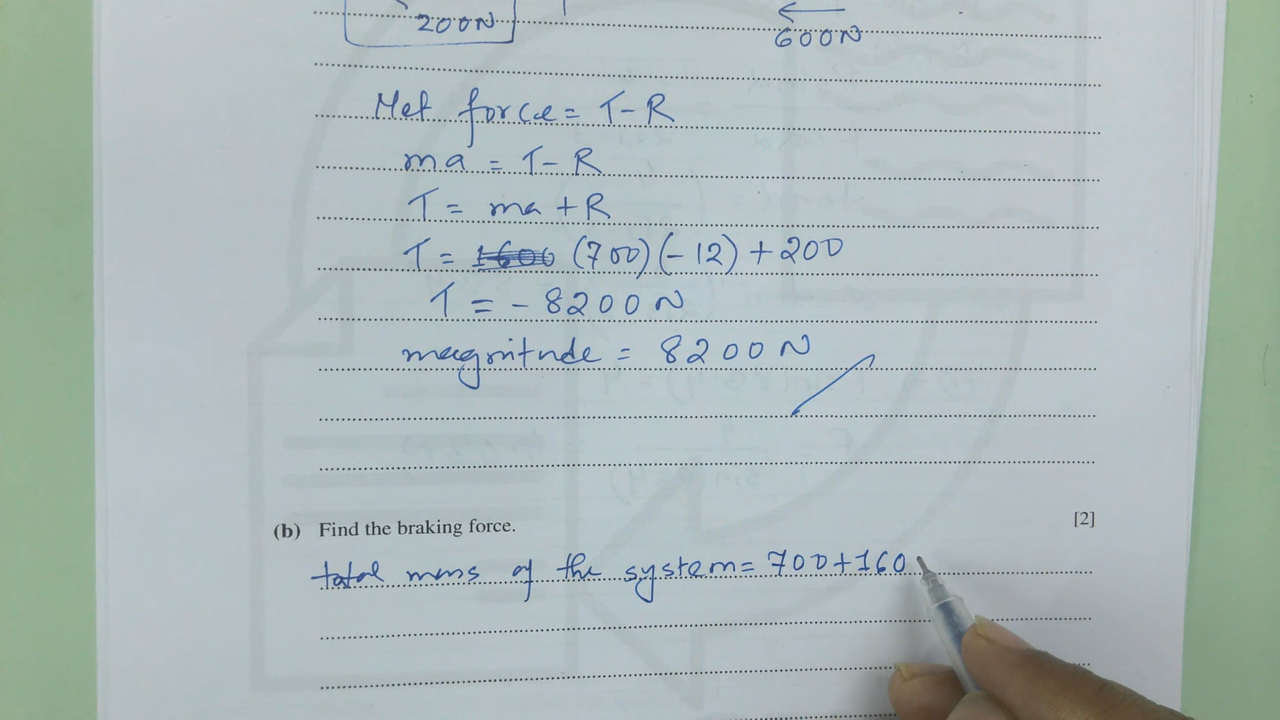 200N
600N
Net force = T - R
ma = T - R
T = ma + R
T = 1600 (700)(-12) + 200
T = - 8200 N
magnitude = 8200 N
(b) Find the braking force. [2]
total mass of the system = 700 + 160